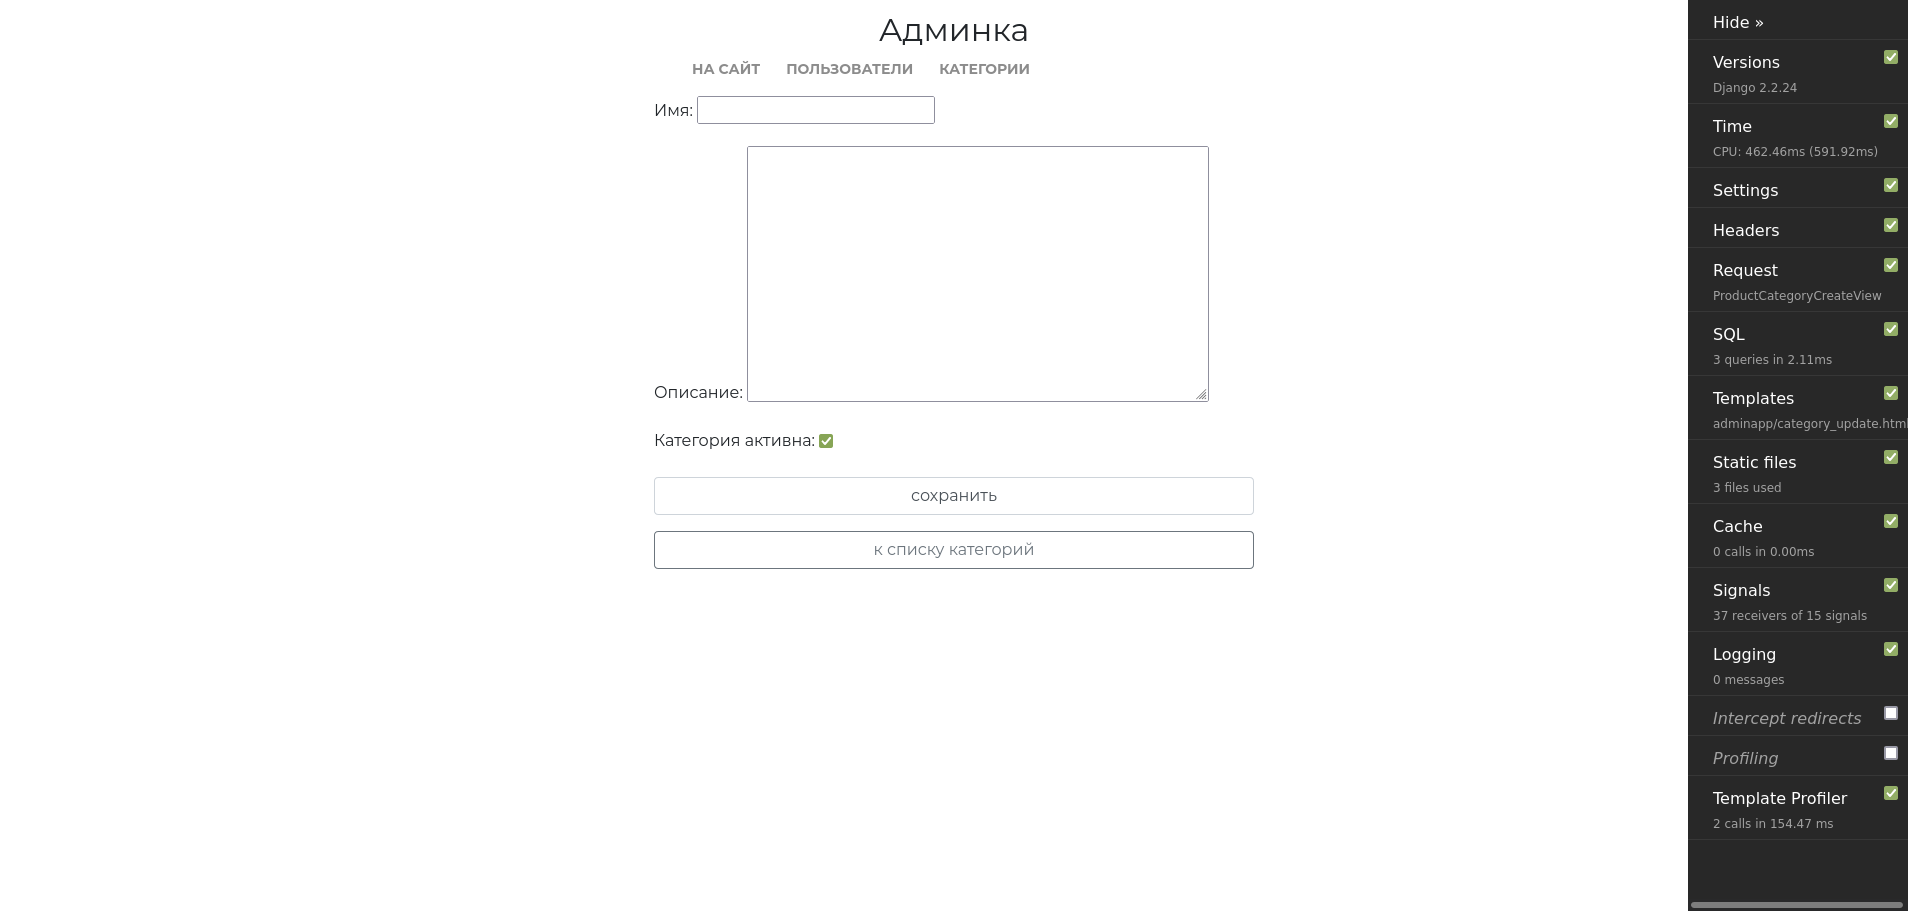 Админка
НА САЙТ ПОЛЬЗОВАТЕЛИ КАТЕГОРИИ
Имя:
Описание:
Категория активна:
сохранить
к списку категорий
Hide »
Versions
Django 2.2.24
Time
CPU: 462.46ms (591.92ms)
Settings
Headers
Request
ProductCategoryCreateView
SQL
3 queries in 2.11ms
Templates
adminapp/category_update.html
Static files
3 files used
Cache
0 calls in 0.00ms
Signals
37 receivers of 15 signals
Logging
0 messages
Intercept redirects
Profiling
Template Profiler
2 calls in 154.47 ms